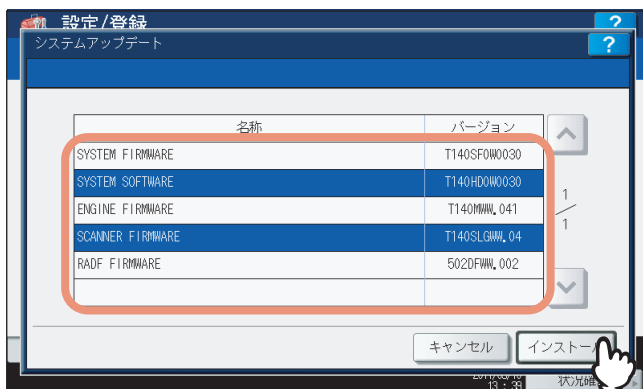 設定/登録 ?
システムアップデート ?
名称 バージョン
SYSTEM FIRMWARE T140SF0W0030
SYSTEM SOFTWARE T140HD0W0030
ENGINE FIRMWARE T140MWW.041
SCANNER FIRMWARE T140SLGWW.04
RADF FIRMWARE 502DFWW.002
1
1
キャンセル インストール
13:39 状況確